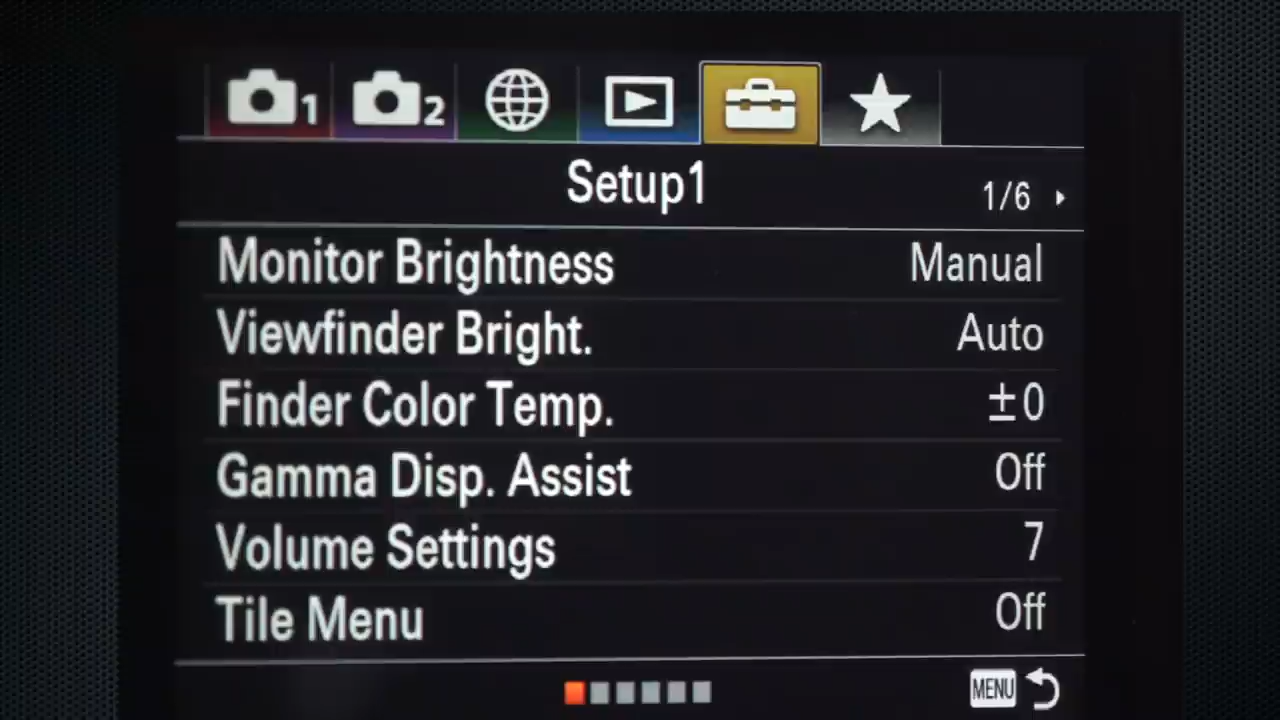 1 2
Setup1
1/6
Monitor Brightness Manual
Viewfinder Bright. Auto
Finder Color Temp. ±0
Gamma Disp. Assist Off
Volume Settings 7
Tile Menu Off
MENU